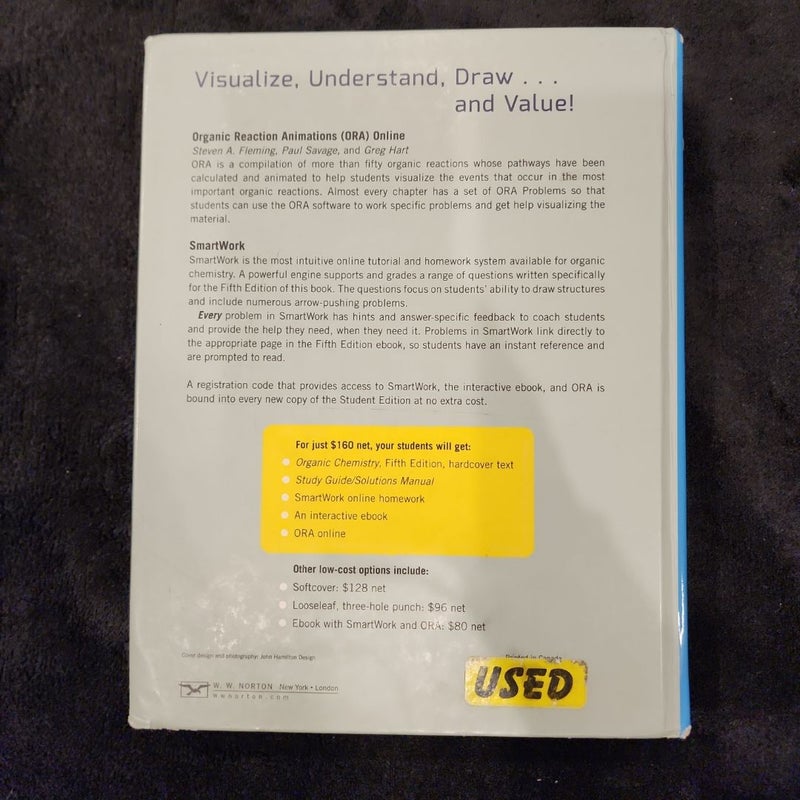 Visualize, Understand, Draw . . .
and Value!
Organic Reaction Animations (ORA) Online
Steven A. Fleming, Paul Savage, and Greg Hart
ORA is a compilation of more than fifty organic reactions whose pathways have been
calculated and animated to help students visualize the events that occur in the most
important organic reactions. Almost every chapter has a set of ORA Problems so that
students can use the ORA software to work specific problems and get help visualizing the
material.
SmartWork
SmartWork is the most intuitive online tutorial and homework system available for organic
chemistry. A powerful engine supports and grades a range of questions written specifically
for the Fifth Edition of this book. The questions focus on students' ability to draw structures
and include numerous arrow-pushing problems.
Every problem in SmartWork has hints and answer-specific feedback to coach students
and provide the help they need, when they need it. Problems in SmartWork link directly to
the appropriate page in the Fifth Edition ebook, so students have an instant reference and
are prompted to read.
A registration code that provides access to SmartWork, the interactive ebook, and ORA is
bound into every new copy of the Student Edition at no extra cost.
For just $160 net, your students will get:
Organic Chemistry, Fifth Edition, hardcover text
Study Guide/Solutions Manual
SmartWork online homework
An interactive ebook
ORA online
Other low-cost options include:
Softcover: $128 net
Looseleaf, three-hole punch: $96 net
Ebook with SmartWork and ORA: $80 net
Cover design and photography: John Hamilton Design
Printed in Canada
W. W. NORTON New York • London
wwnorton.com
USED